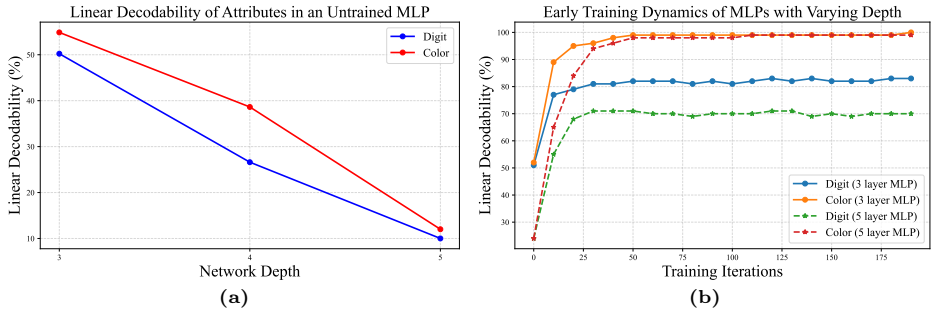 Linear Decodability of Attributes in an Untrained MLP
Linear Decodability (%)
50
40
30
20
10
3
4
5
Network Depth
Digit
Color
(a)
Early Training Dynamics of MLPs with Varying Depth
Linear Decodability (%)
100
90
80
70
60
50
40
30
0
25
50
75
100
125
150
175
Training Iterations
Digit (3 layer MLP)
Color (3 layer MLP)
Digit (5 layer MLP)
Color (5 layer MLP)
(b)